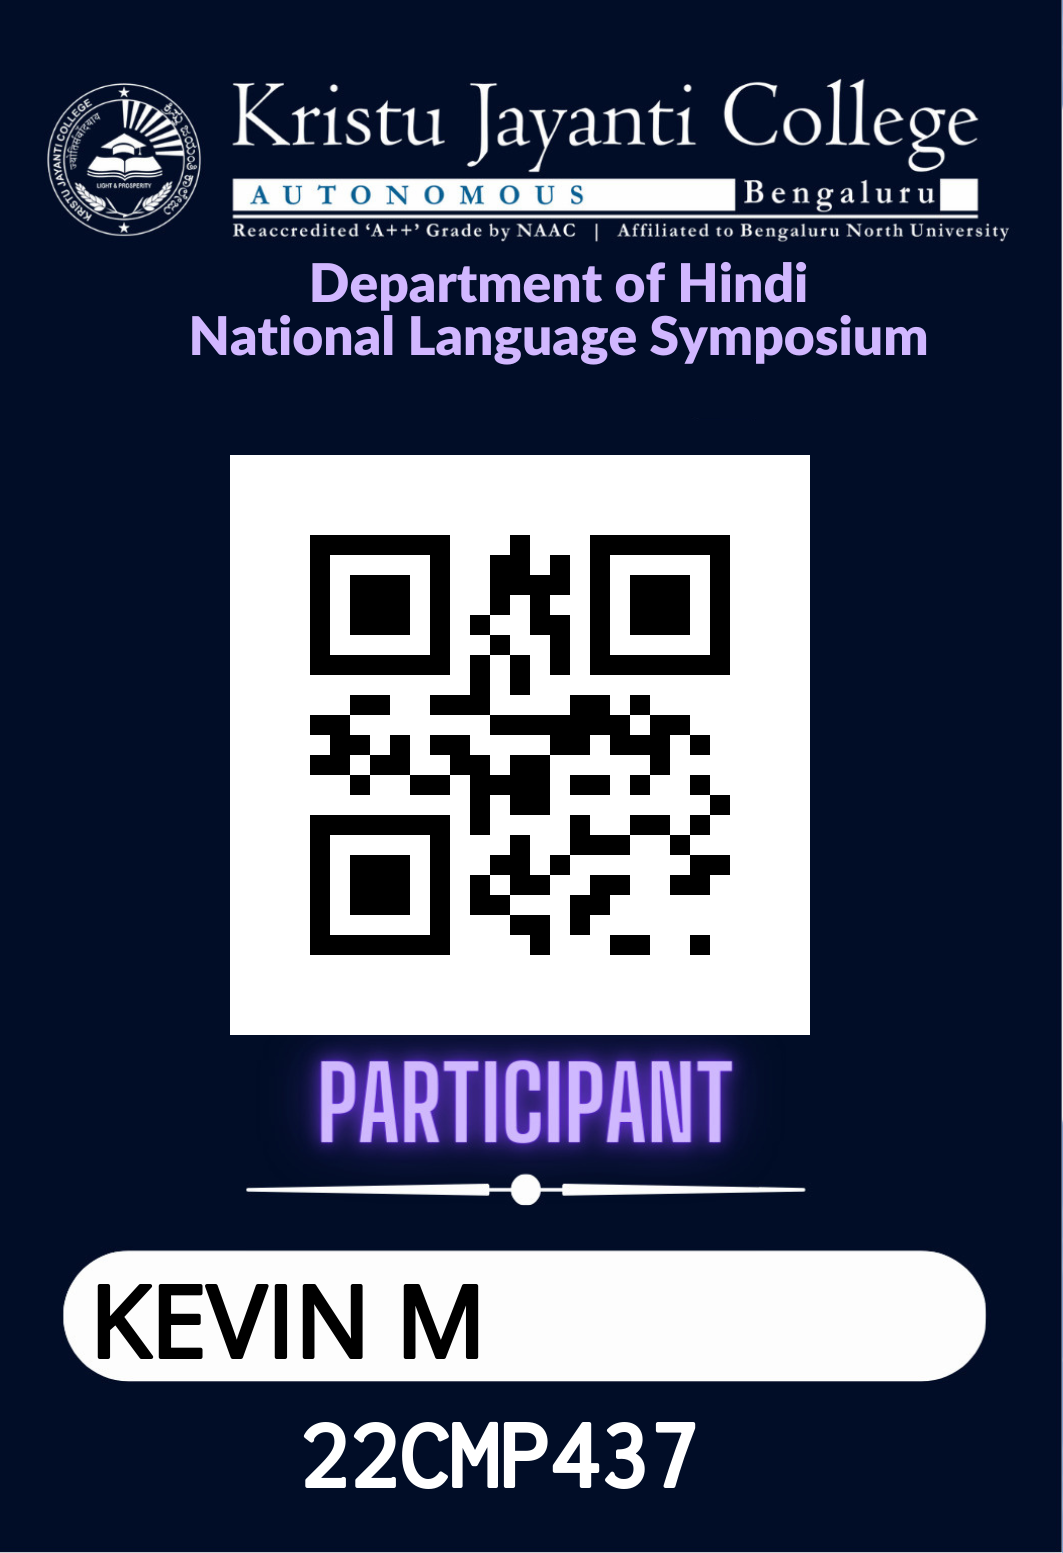 KRISTU JAYANTI COLLEGE
LIGHT & PROSPERITY
Kristu Jayanti College
AUTONOMOUS Bengaluru
Reaccredited ‘A++’ Grade by NAAC | Affiliated to Bengaluru North University
Department of Hindi
National Language Symposium
PARTICIPANT
KEVIN M
22CMP437